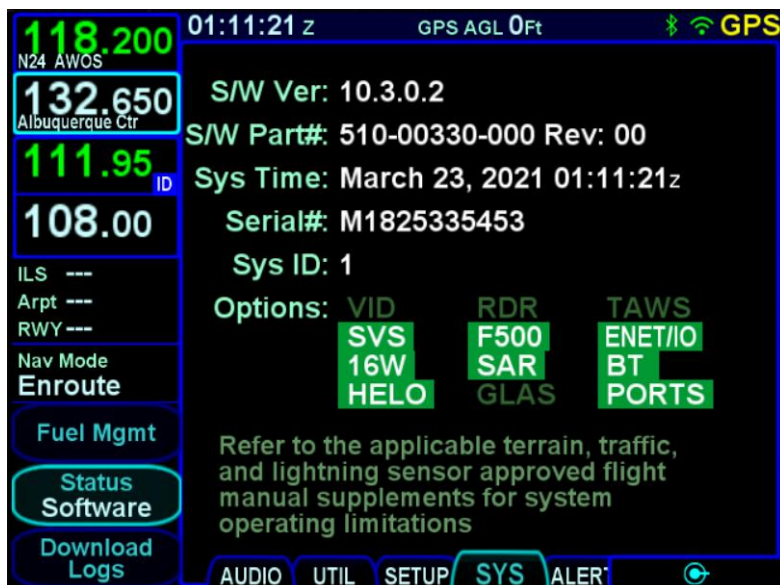 118.200
N24 AWOS
132.650
Albuquerque Ctr
111.95 ID
108.00
ILS ---
Arpt ---
RWY ---
Nav Mode
Enroute
Fuel Mgmt
Status
Software
Download
Logs
01:11:21 Z GPS AGL 0Ft GPS
S/W Ver: 10.3.0.2
S/W Part#: 510-00330-000 Rev: 00
Sys Time: March 23, 2021 01:11:21z
Serial#: M1825335453
Sys ID: 1
Options: VID RDR TAWS
SVS F500 ENET/IO
16W SAR BT
HELO GLAS PORTS
Refer to the applicable terrain, traffic,
and lightning sensor approved flight
manual supplements for system
operating limitations
AUDIO UTIL SETUP SYS ALERT